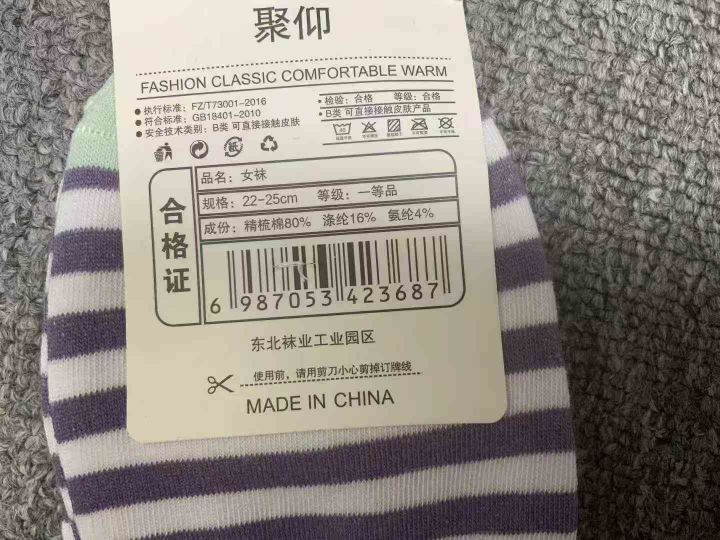 聚仰
FASHION CLASSIC COMFORTABLE WARM
• 执行标准：FZ/T73001-2016
• 符合标准：GB18401-2010
• 安全技术类别：B类 可直接接触皮肤
• 检验：合格 等级：合格
• B类 可直接接触皮肤产品
40
合格证
品名：女袜
规格：22-25cm 等级：一等品
成份：精梳棉80% 涤纶16% 氨纶4%
6 987053 423687
东北袜业工业园区
使用前，请用剪刀小心剪掉订牌线
MADE IN CHINA